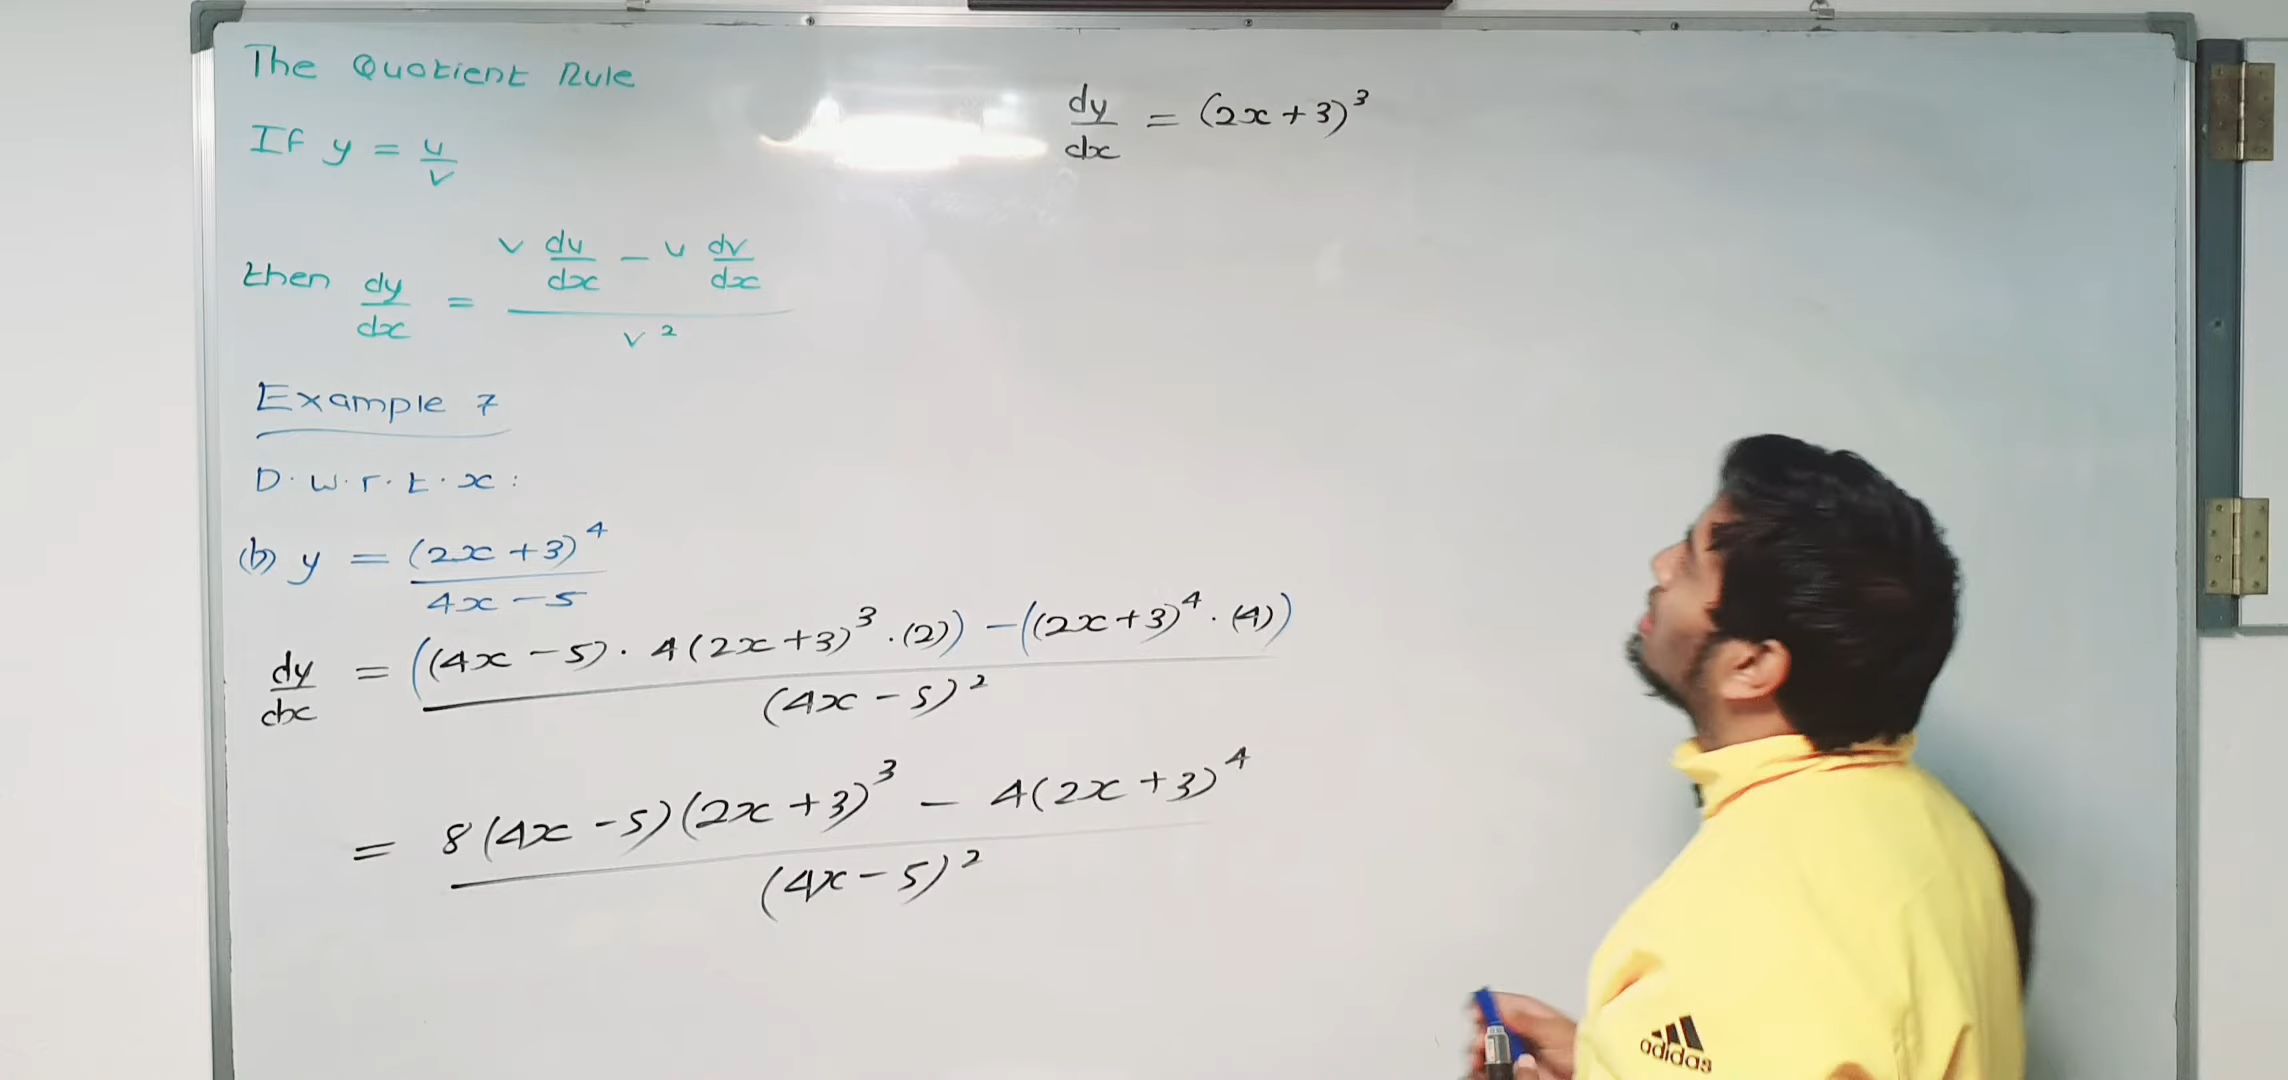 The Quotient Rule
If y = u/v
then dy/dx = (v du/dx - u dv/dx)/v²
Example 7
D.w.r.t.x:
(b) y = (2x+3)⁴/(4x-5)
dy/dx = ((4x-5)·4(2x+3)³·(2)) - ((2x+3)⁴·(4))/(4x-5)²
= 8(4x-5)(2x+3)³ - 4(2x+3)⁴/(4x-5)²
dy/dx = (2x+3)³
adidas